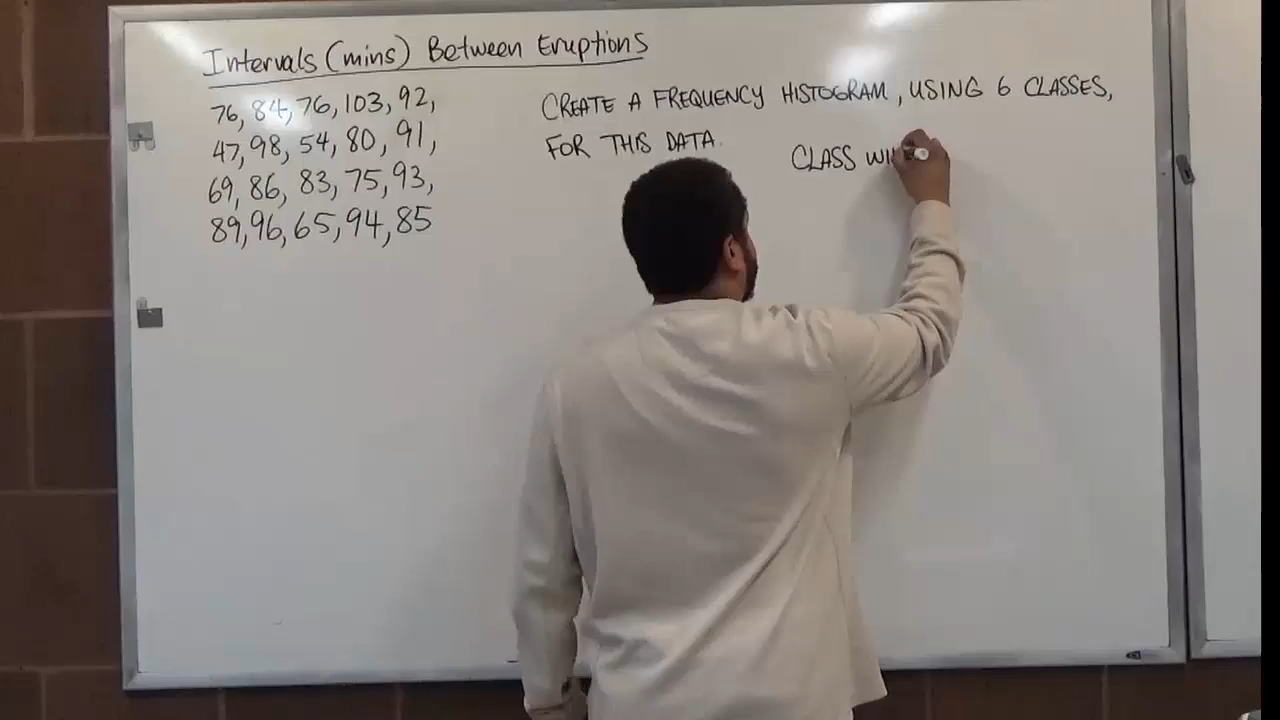 Intervals (mins) Between Eruptions
76, 84, 76, 103, 92,
47, 98, 54, 80, 91,
69, 86, 83, 75, 93,
89, 96, 65, 94, 85
CREATE A FREQUENCY HISTOGRAM, USING 6 CLASSES,
FOR THIS DATA.
CLASS